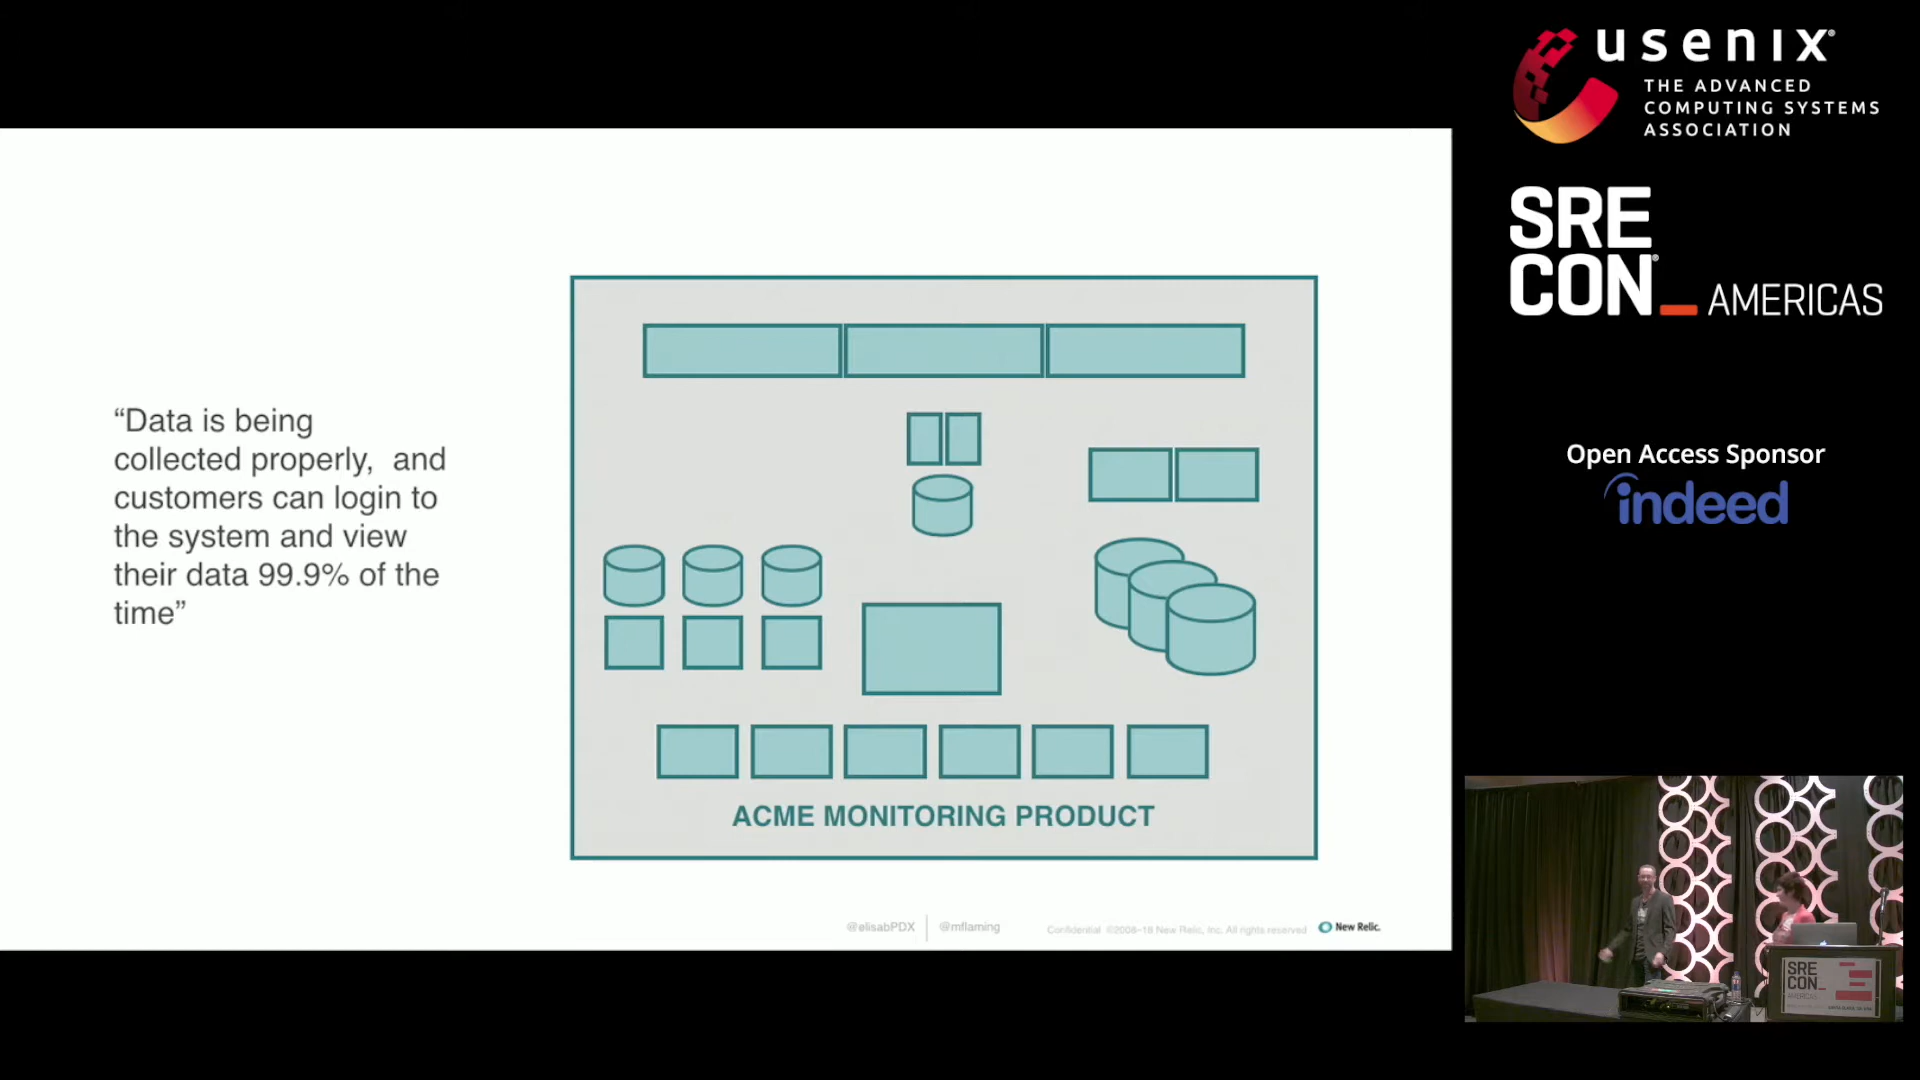 usenix
THE ADVANCED
COMPUTING SYSTEMS
ASSOCIATION
SRE
CON_AMERICAS
“Data is being
collected properly,  and
customers can login to
the system and view
their data 99.9% of the
time”
ACME MONITORING PRODUCT
@elisabPDX
@mflaming
Confidential ©2008–18 New Relic, Inc. All rights reserved
New Relic.
Open Access Sponsor
indeed
SRE
CON_
AMERICAS